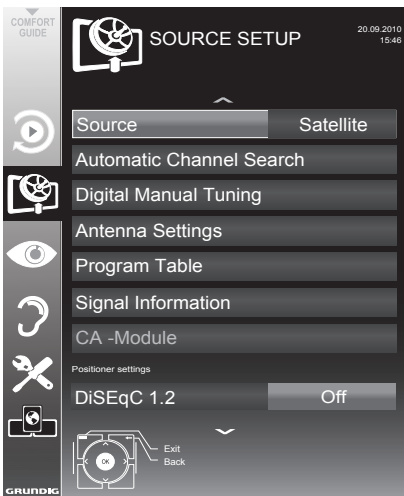 COMFORT
GUIDE
SOURCE SETUP
20.09.2010
15:46
Source Satellite
Automatic Channel Search
Digital Manual Tuning
Antenna Settings
Program Table
Signal Information
CA -Module
Positioner settings
DiSEqC 1.2 Off
OK
Exit
Back
GRUNDIG